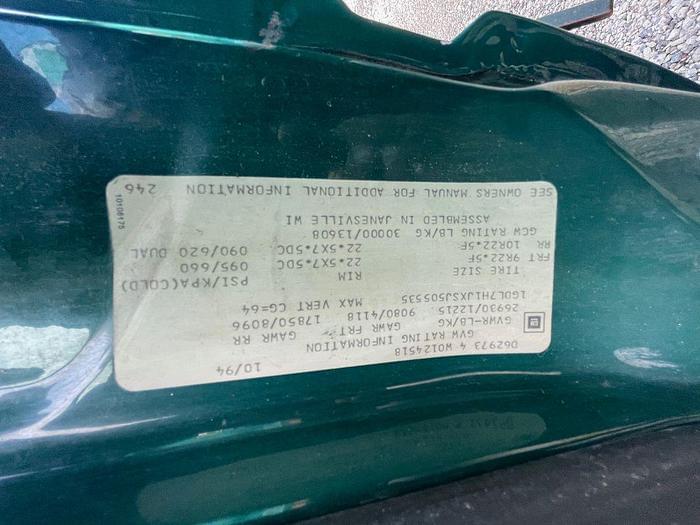 10/94
D62973 4 W0124518
GVW RATING INFORMATION
GVWR-LB/KG GAWR FRT GAWR RR
26930/12215 9080/4118 17850/8096
1GDL7H1JXSJ505535 MAX VERT CG=64
TIRE SIZE RIM PSI/KPA(COLD)
FRT 9R22*5F 22*5X7*5DC 095/660
RR 10R22*5F 22*5X7*5DC 090/620 DUAL
GCW RATING LB/KG 30000/13608
ASSEMBLED IN JANESVILLE WI
SEE OWNERS MANUAL FOR ADDITIONAL INFORMATION 246
10106175
GM